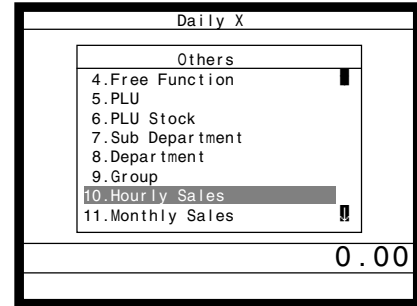 Daily X
Others
4.Free Function
5.PLU
6.PLU Stock
7.Sub Department
8.Department
9.Group
10.Hourly Sales
11.Monthly Sales
0.00